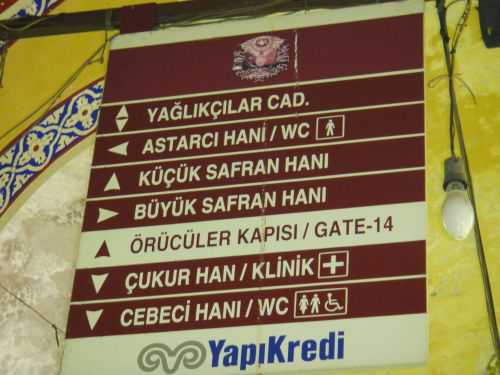 YAĞLIKÇILAR CAD.
ASTARCI HANI / WC
KÜÇÜK SAFRAN HANI
BÜYÜK SAFRAN HANI
ÖRÜCÜLER KAPISI / GATE-14
ÇUKUR HAN / KLİNİK
CEBECİ HANI / WC
YapıKredi